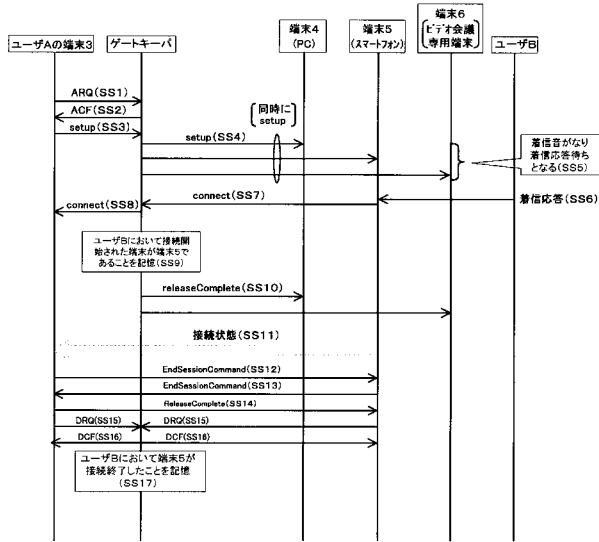 ユーザAの端末3
ゲートキーパ
端末4
(PC)
端末5
(スマートフォン)
端末6
ビデオ会議
専用端末
ユーザB
ARQ(SS1)
ACF(SS2)
setup(SS3)
同時に
setup
setup(SS4)
着信音がなり
着信応答待ち
となる(SS5)
着信応答(SS6)
connect(SS7)
connect(SS8)
ユーザBにおいて接続開
始された端末が端末5で
あることを記憶(SS9)
releaseComplete(SS10)
接続状態(SS11)
EndSessionCommand(SS12)
EndSessionCommand(SS13)
ReleaseComplete(SS14)
DRQ(SS15)
DRQ(SS15)
DCF(SS16)
DCF(SS16)
ユーザBにおいて端末5が
接続終了したことを記憶
(SS17)